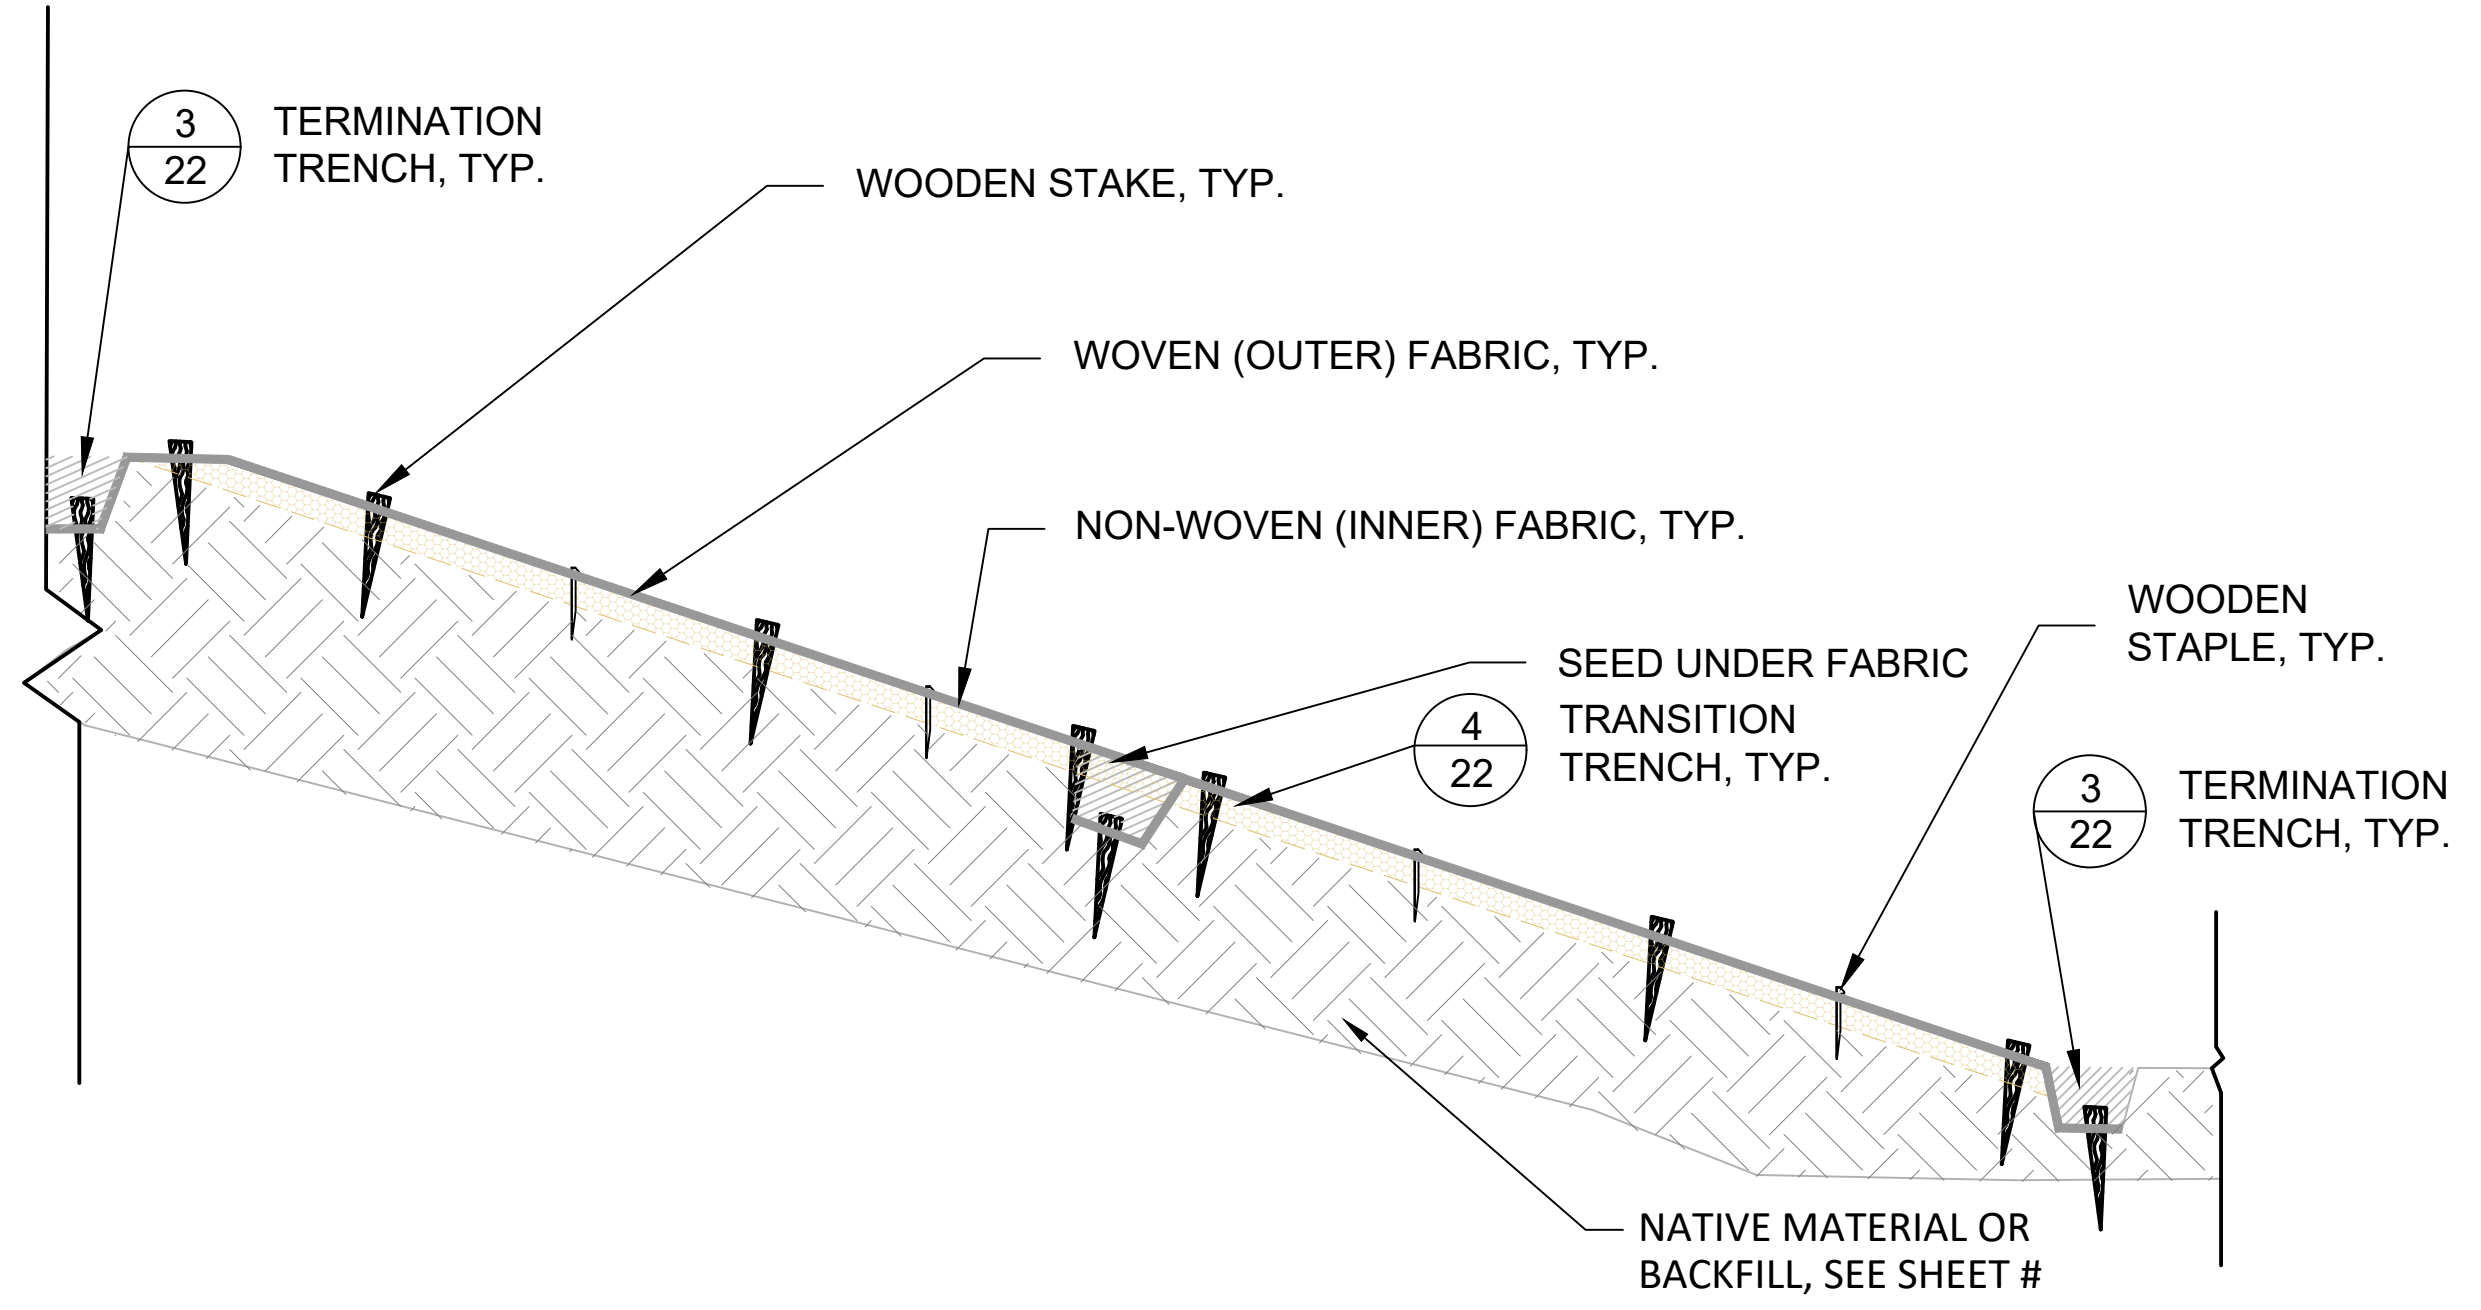 3
22
TERMINATION
TRENCH, TYP.
WOODEN STAKE, TYP.
WOVEN (OUTER) FABRIC, TYP.
NON-WOVEN (INNER) FABRIC, TYP.
WOODEN
STAPLE, TYP.
SEED UNDER FABRIC
4
22
TRANSITION
TRENCH, TYP.
3
22
TERMINATION
TRENCH, TYP.
NATIVE MATERIAL OR
BACKFILL, SEE SHEET #